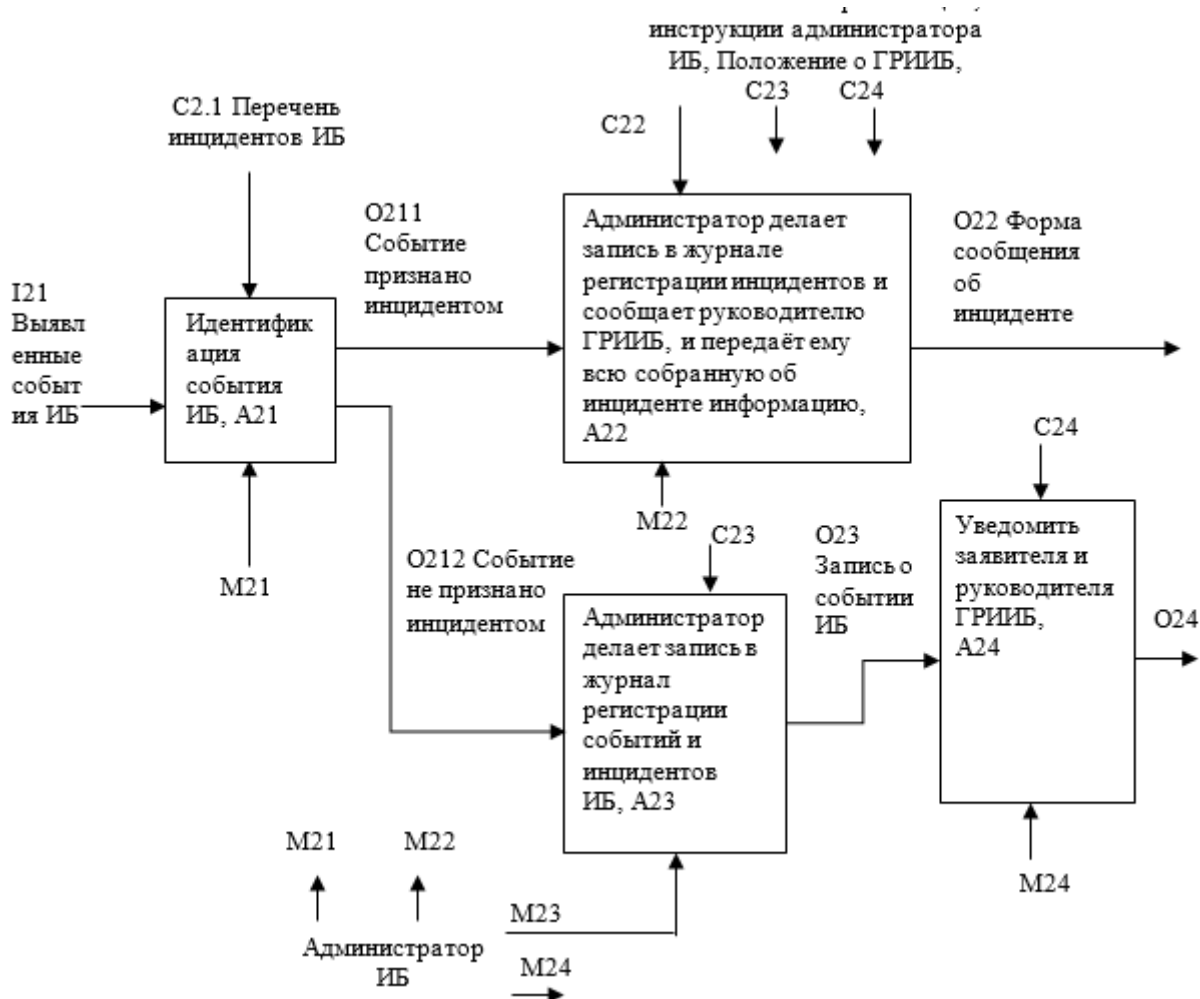 инструкции администратора
ИБ, Положение о ГРИИБ,
С23
С24
С22
С2.1 Перечень
инцидентов ИБ
О211
Событие
признано
инцидентом
Администратор делает
запись в журнале
регистрации инцидентов и
сообщает руководителю
ГРИИБ, и передаёт ему
всю собранную об
инциденте информацию,
А22
О22 Форма
сообщения
об
инциденте
I21
Выявл
енные
событ
ия ИБ
Идентифик
ация
события
ИБ, А21
М21
М22
О212 Событие
не признано
инцидентом
С23
Администратор
делает запись в
журнал
регистрации
событий и
инцидентов
ИБ, А23
О23
Запись о
событии
ИБ
С24
Уведомить
заявителя и
руководителя
ГРИИБ,
А24
О24
М24
М21
М22
Администратор
ИБ
М23
М24